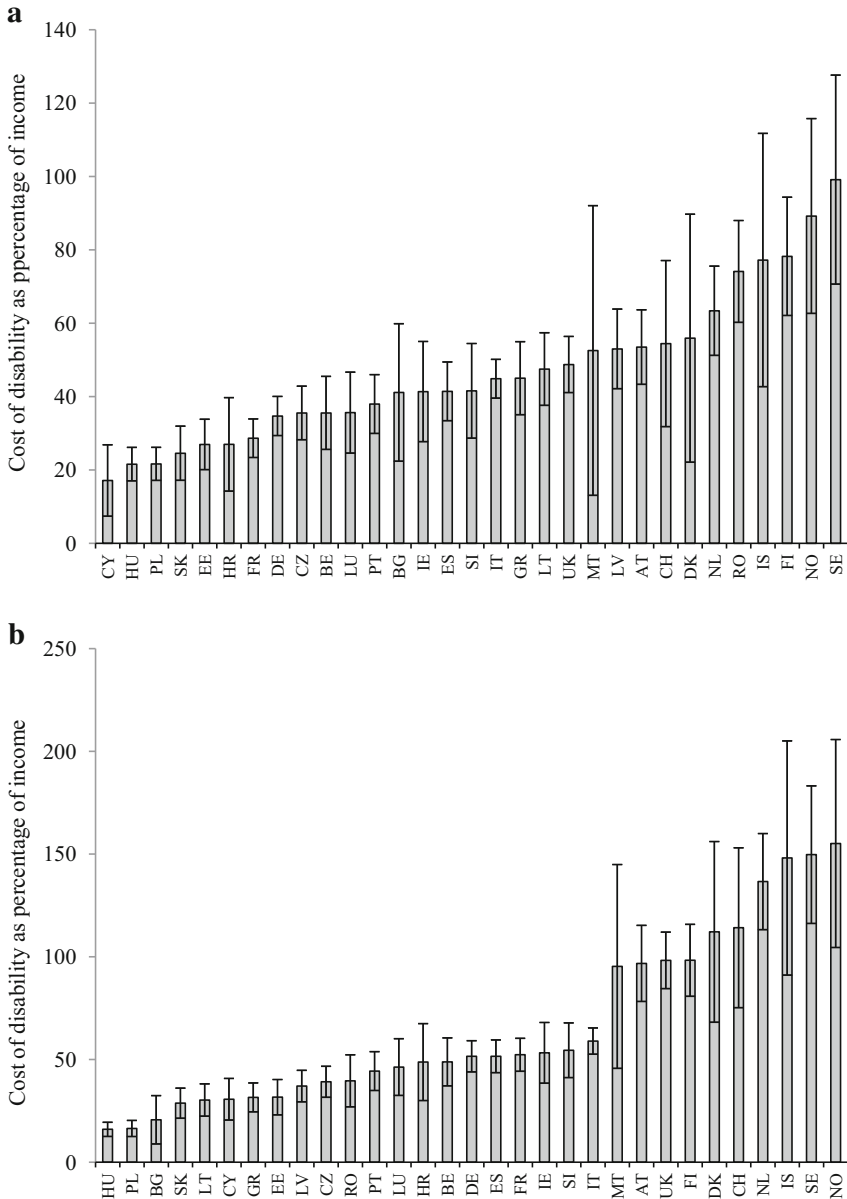 a
140
120
100
80
60
40
20
0
Cost of disability as ppercentage of income
CY HU PL SK EE HR FR DE CZ BE LU PT BG IE ES SI IT GR LT UK MT LV AT CH DK NL RO IS FI NO SE
b
250
200
150
100
50
0
Cost of disability as percentage of income
HU PL BG SK LT CY GR EE LV CZ RO PT LU HR BE DE ES FR IE SI IT MT AT UK FI DK CH NL IS SE NO